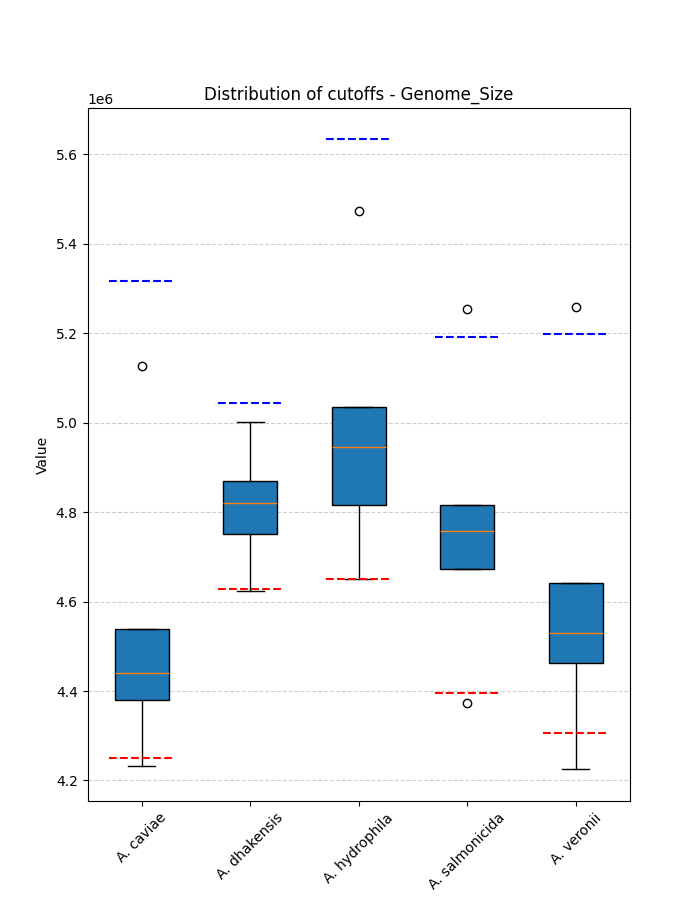 Distribution of cutoffs - Genome_Size
1e6
5.6
5.4
5.2
5.0
4.8
4.6
4.4
4.2
Value
A. caviae
A. dhakensis
A. hydrophila
A. salmonicida
A. veronii